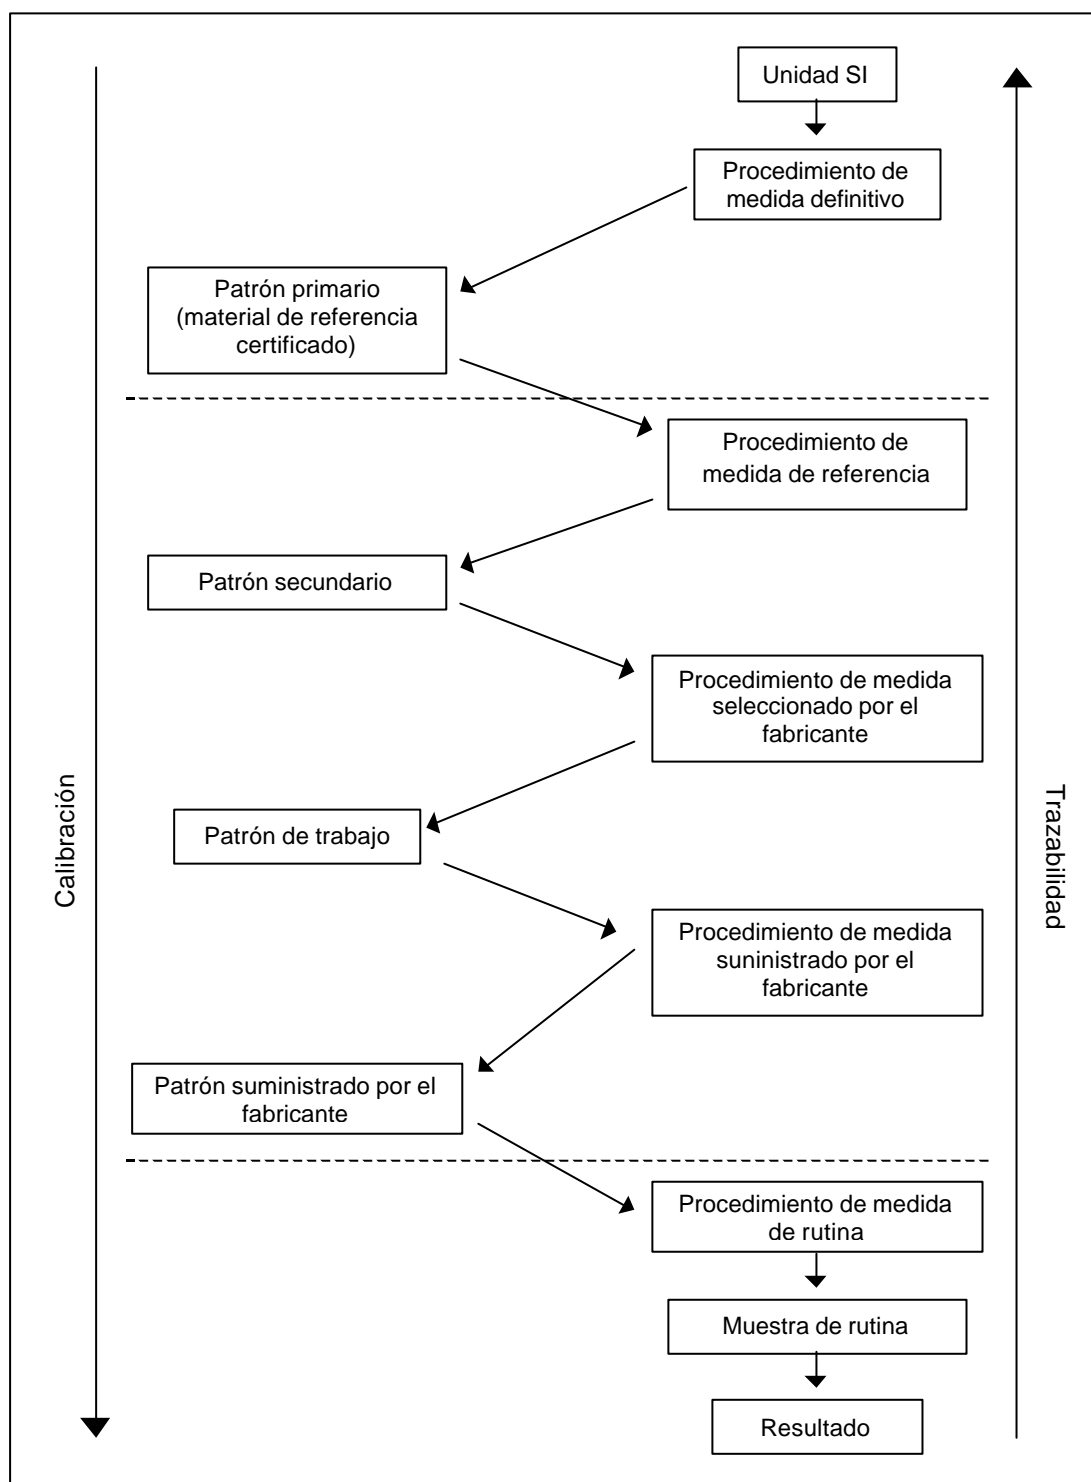 Unidad SI
Procedimiento de
medida definitivo
Patrón primario
(material de referencia
certificado)
Procedimiento de
medida de referencia
Patrón secundario
Procedimiento de medida
seleccionado por el
fabricante
Calibración
Trazabilidad
Patrón de trabajo
Procedimiento de medida
suninistrado por el
fabricante
Patrón suministrado por el
fabricante
Procedimiento de medida
de rutina
Muestra de rutina
Resultado